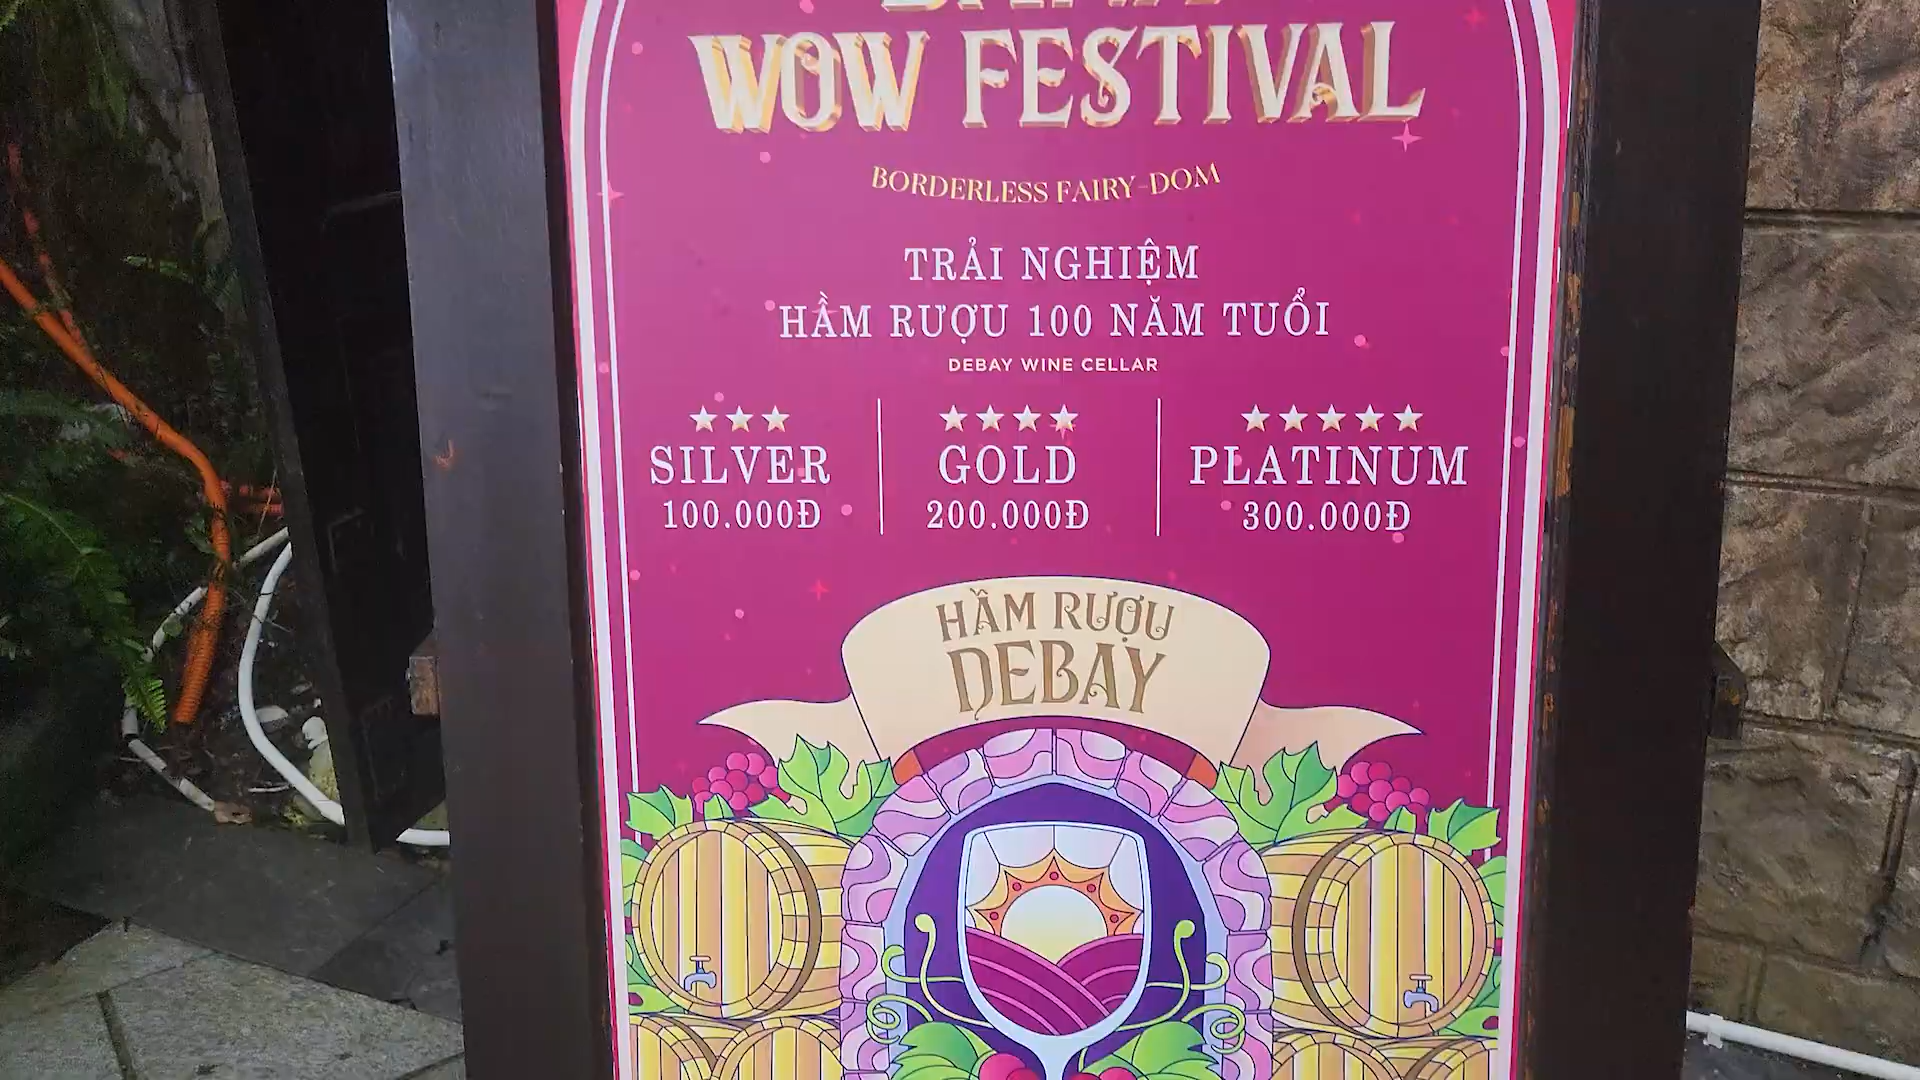 WOW FESTIVAL
BORDERLESS FAIRY-DOM
TRẢI NGHIỆM
HẦM RƯỢU 100 NĂM TUỔI
DEBAY WINE CELLAR
SILVER
100.000Đ
GOLD
200.000Đ
PLATINUM
300.000Đ
HẦM RƯỢU
DEBAY